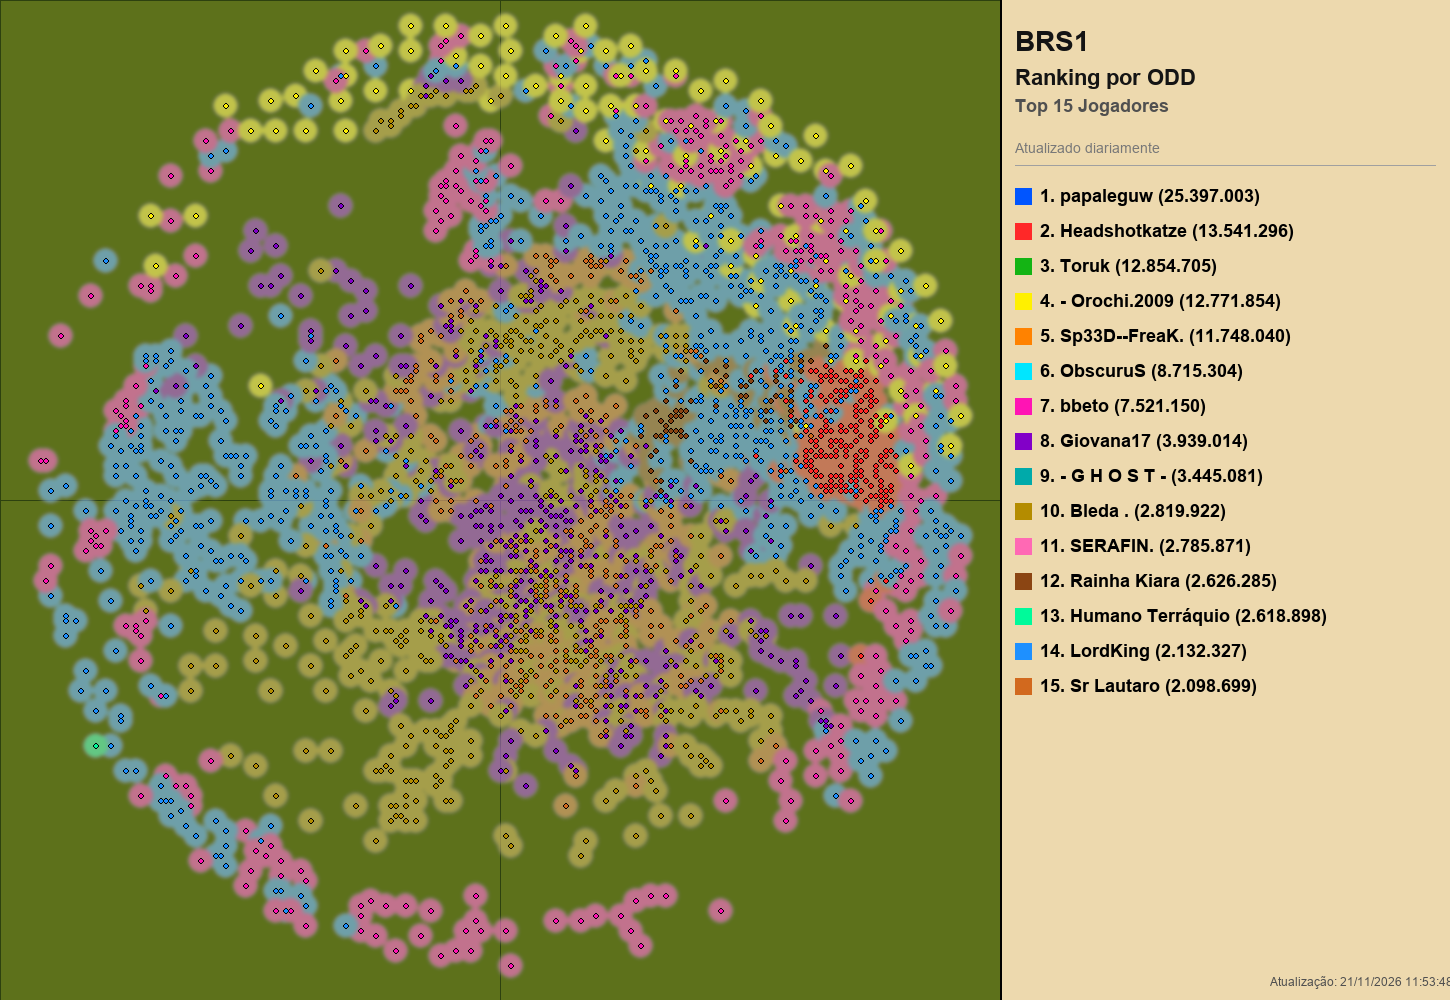 BRS1
Ranking por ODD
Top 15 Jogadores
Atualizado diariamente
1. papaleguw (25.397.003)
2. Headshotkatze (13.541.296)
3. Toruk (12.854.705)
4. - Orochi.2009 (12.771.854)
5. Sp33D--FreaK. (11.748.040)
6. ObscuruS (8.715.304)
7. bbeto (7.521.150)
8. Giovana17 (3.939.014)
9. - G H O S T - (3.445.081)
10. Bleda . (2.819.922)
11. SERAFIN. (2.785.871)
12. Rainha Kiara (2.626.285)
13. Humano Terráquio (2.618.898)
14. LordKing (2.132.327)
15. Sr Lautaro (2.098.699)
Atualização: 21/11/2026 11:53:48